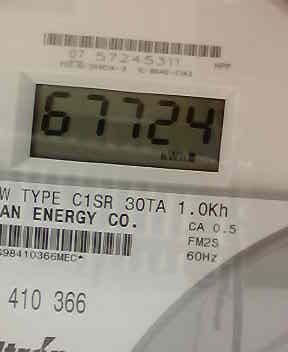 07 57245311
67724
kWh
W TYPE C1SR 30TA 1.0Kh
AN ENERGY CO. CA 0.5
FM2S
98410366MEC* 60HZ
410 366